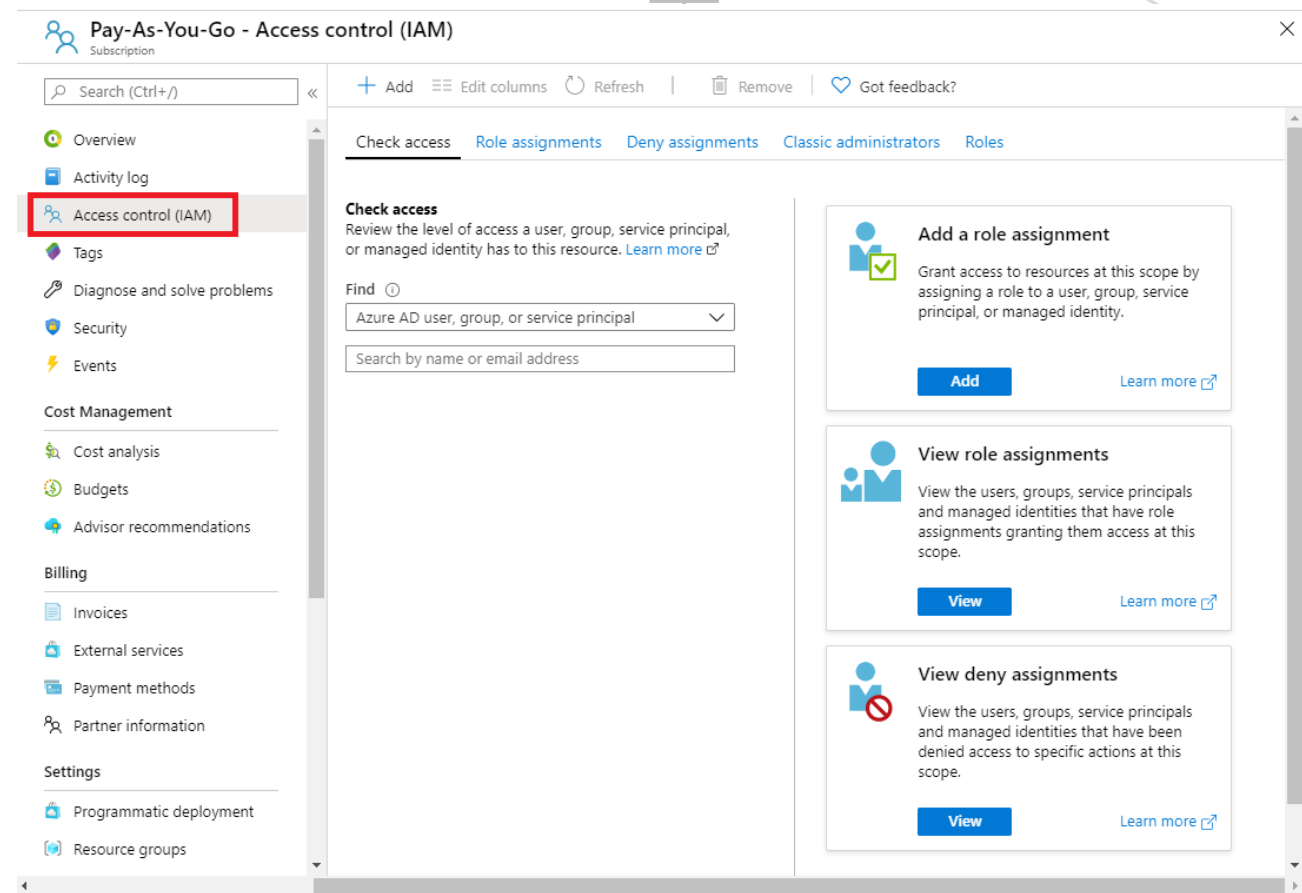 Pay-As-You-Go - Access control (IAM)
Subscription
Search (Ctrl+/)
Overview
Activity log
Access control (IAM)
Tags
Diagnose and solve problems
Security
Events
Cost Management
Cost analysis
Budgets
Advisor recommendations
Billing
Invoices
External services
Payment methods
Partner information
Settings
Programmatic deployment
Resource groups
Add Edit columns Refresh Remove Got feedback?
Check access Role assignments Deny assignments Classic administrators Roles
Check access
Review the level of access a user, group, service principal,
or managed identity has to this resource. Learn more
Find
Azure AD user, group, or service principal
Search by name or email address
Add a role assignment
Grant access to resources at this scope by
assigning a role to a user, group, service
principal, or managed identity.
Add Learn more
View role assignments
View the users, groups, service principals
and managed identities that have role
assignments granting them access at this
scope.
View Learn more
View deny assignments
View the users, groups, service principals
and managed identities that have been
denied access to specific actions at this
scope.
View Learn more